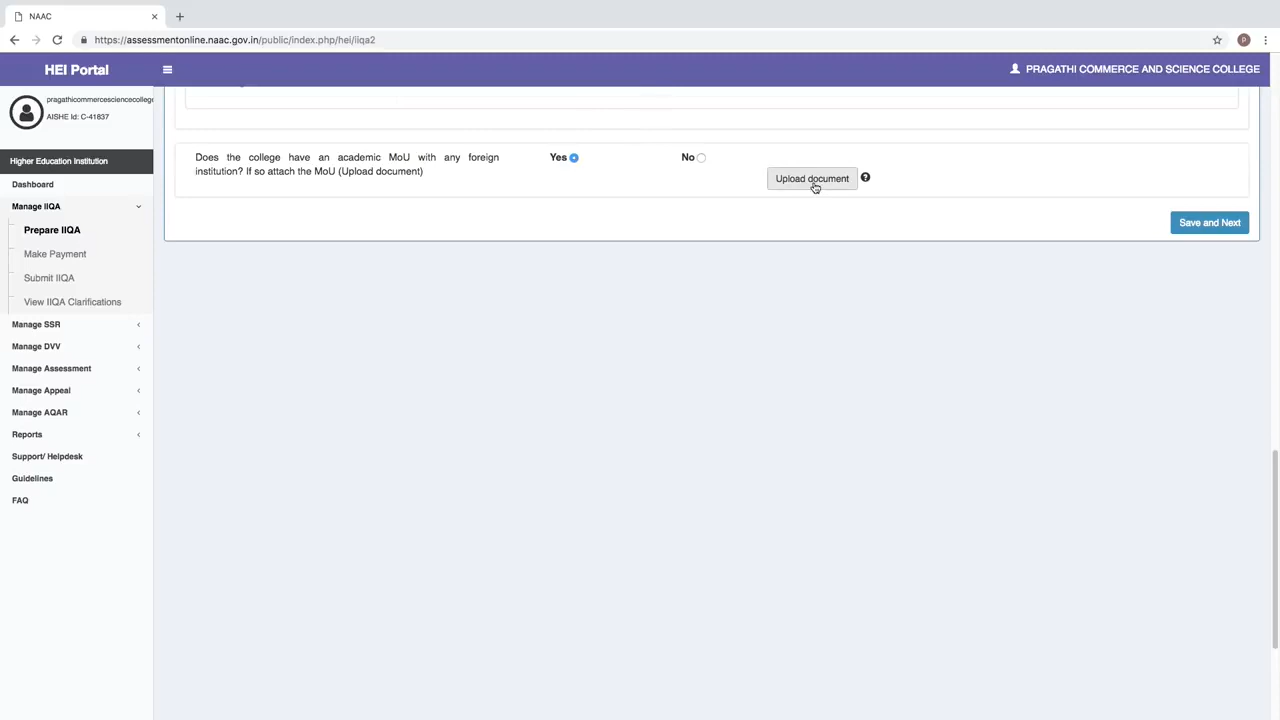 NAAC
https://assessmentonline.naac.gov.in/public/index.php/hei/iiqa2
P
HEI Portal
PRAGATHI COMMERCE AND SCIENCE COLLEGE
pragathicommercesciencecolleg
AISHE Id: C-41637
Higher Education Institution
Dashboard
Manage IIQA
Prepare IIQA
Make Payment
Submit IIQA
View IIQA Clarifications
Manage SSR
Manage DVV
Manage Assessment
Manage Appeal
Manage AQAR
Reports
Support/ Helpdesk
Guidelines
FAQ
Does the college have an academic MoU with any foreign
institution? If so attach the MoU (Upload document)
Yes
No
Upload document
Save and Next